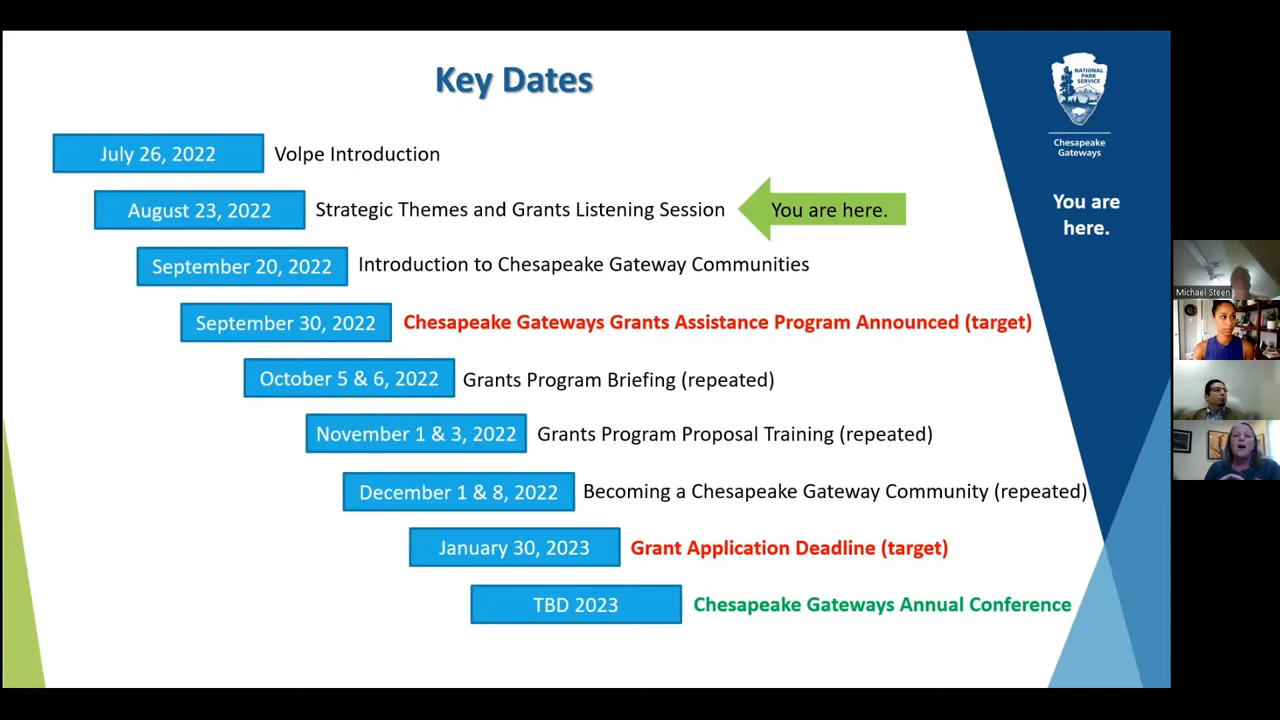 Key Dates
NATIONAL
PARK
SERVICE
Chesapeake
Gateways
July 26, 2022 Volpe Introduction
August 23, 2022 Strategic Themes and Grants Listening Session You are here.
You are
here.
September 20, 2022 Introduction to Chesapeake Gateway Communities
Michael Steen
September 30, 2022 Chesapeake Gateways Grants Assistance Program Announced (target)
October 5 & 6, 2022 Grants Program Briefing (repeated)
November 1 & 3, 2022 Grants Program Proposal Training (repeated)
December 1 & 8, 2022 Becoming a Chesapeake Gateway Community (repeated)
January 30, 2023 Grant Application Deadline (target)
TBD 2023 Chesapeake Gateways Annual Conference